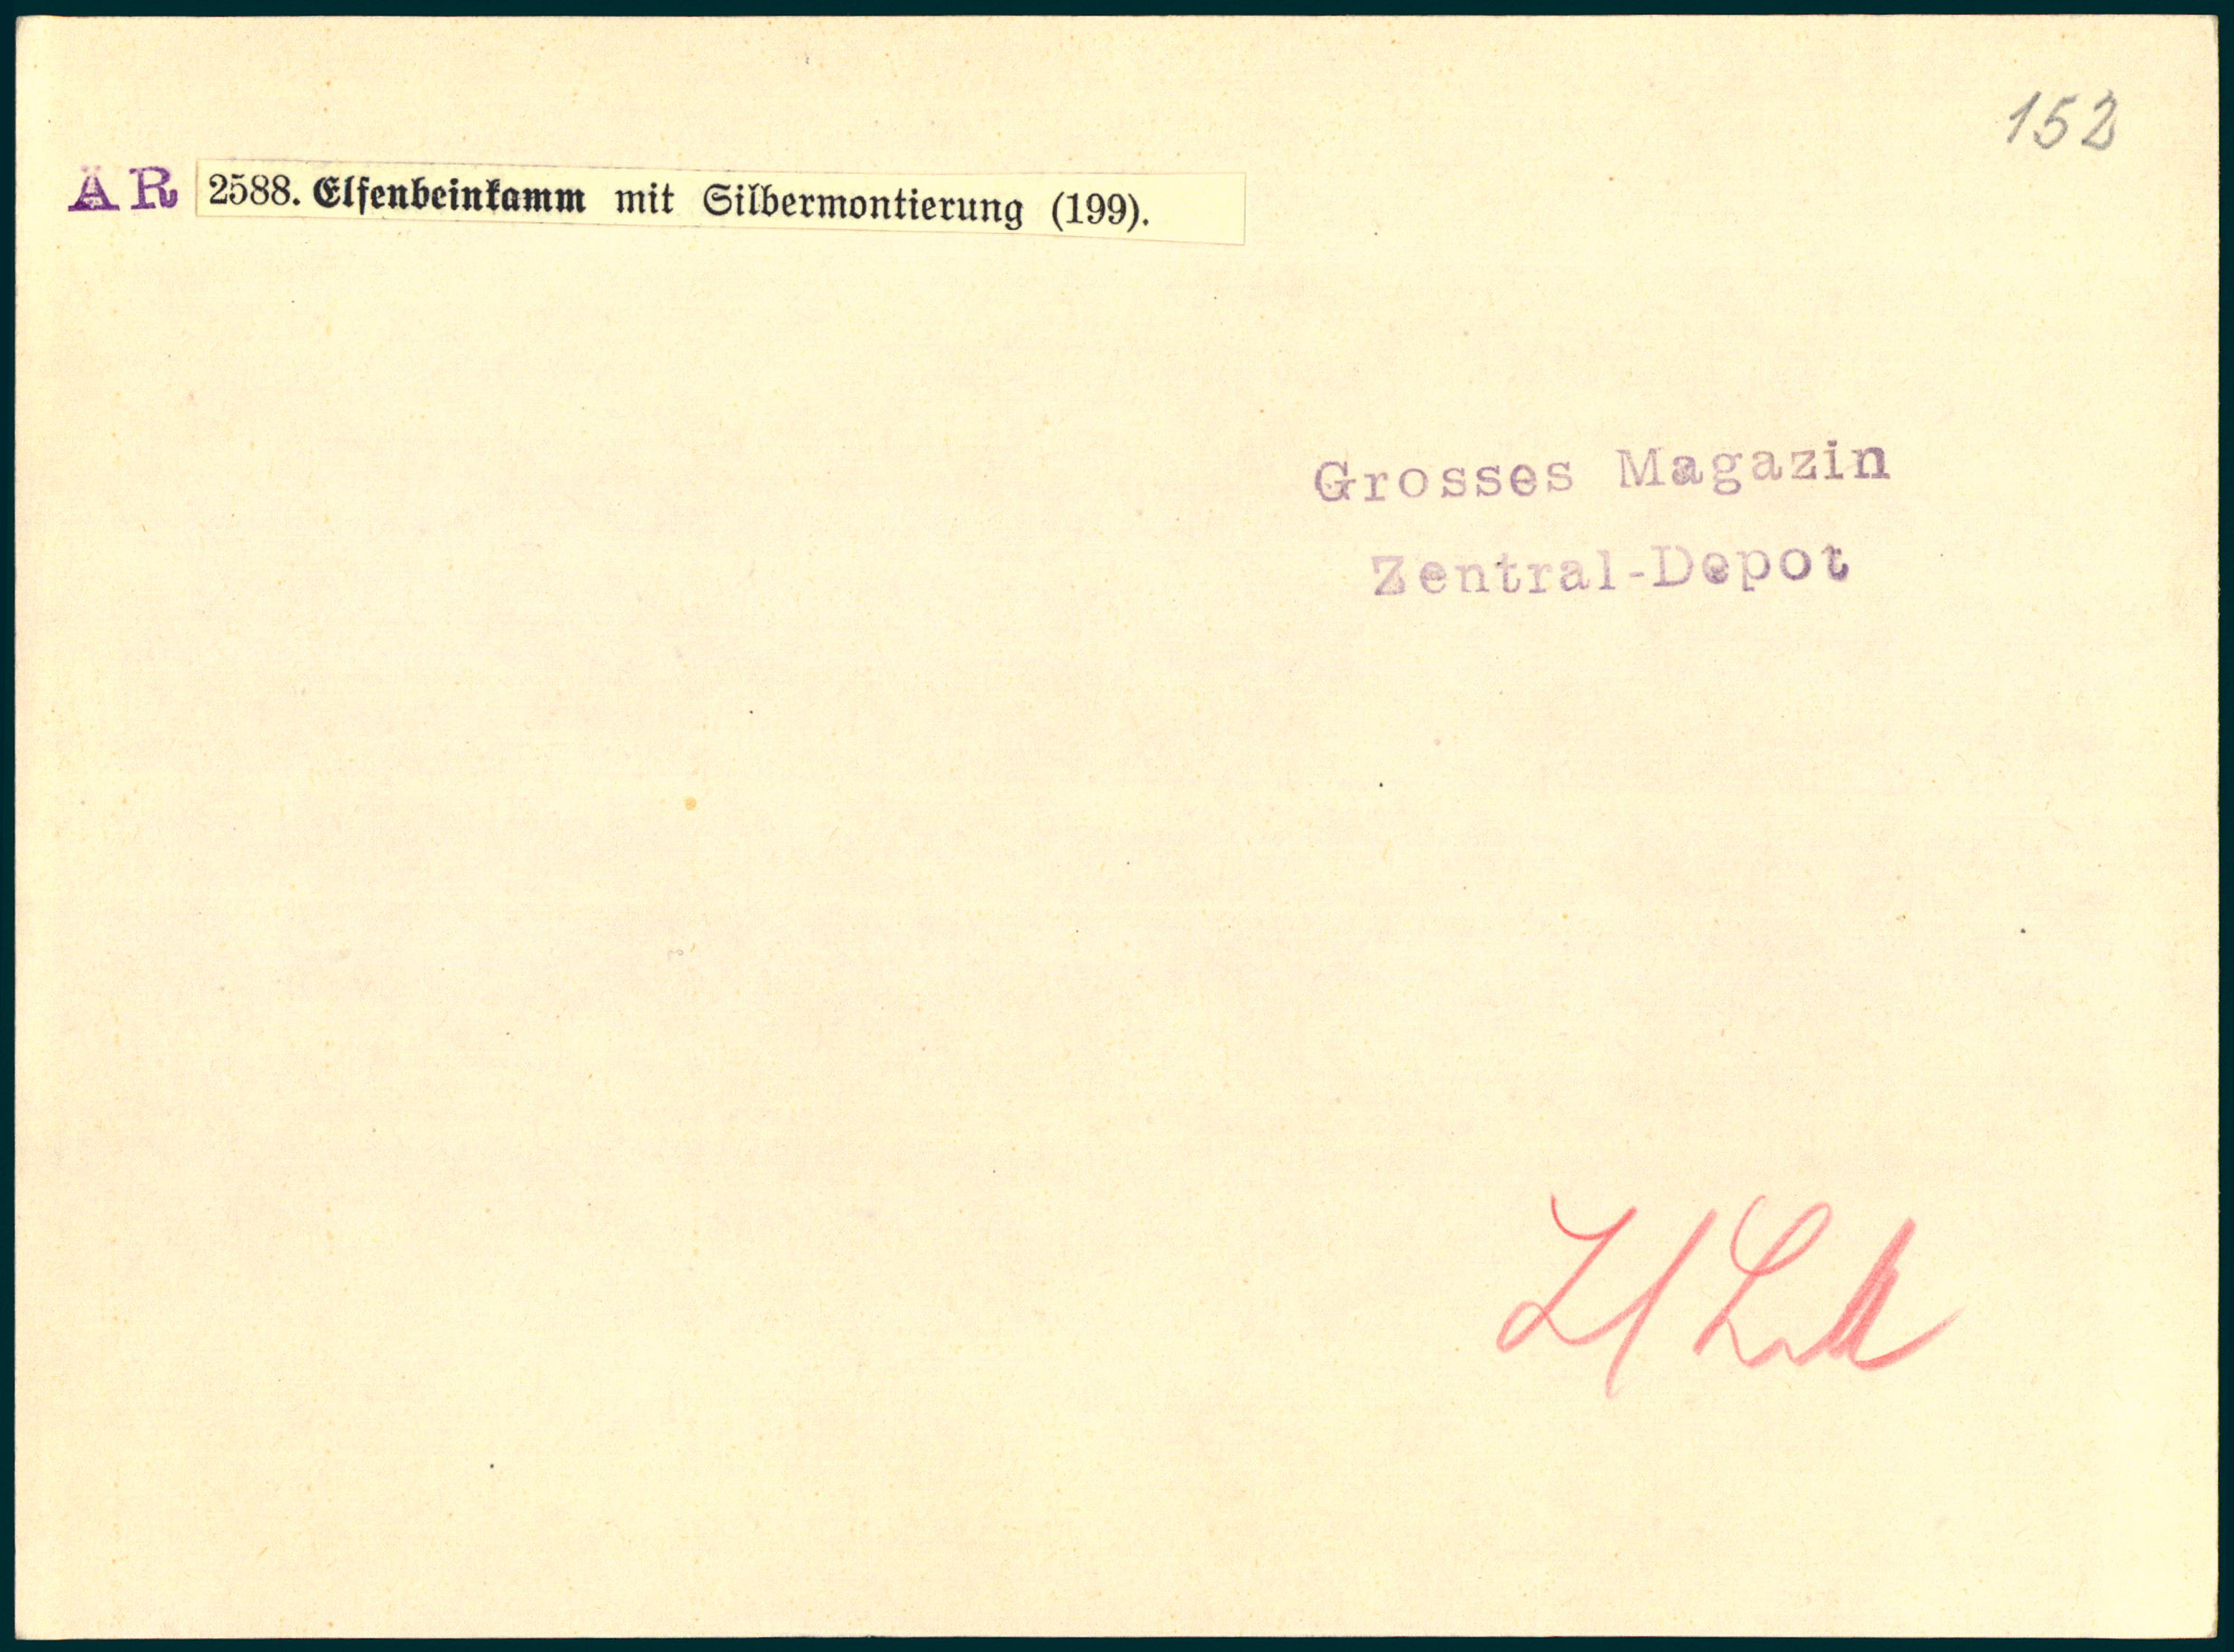 152
ÄR 2588. Elfenbeinkamm mit Silbermontierung (199).
Grosses Magazin
Zentral-Depot